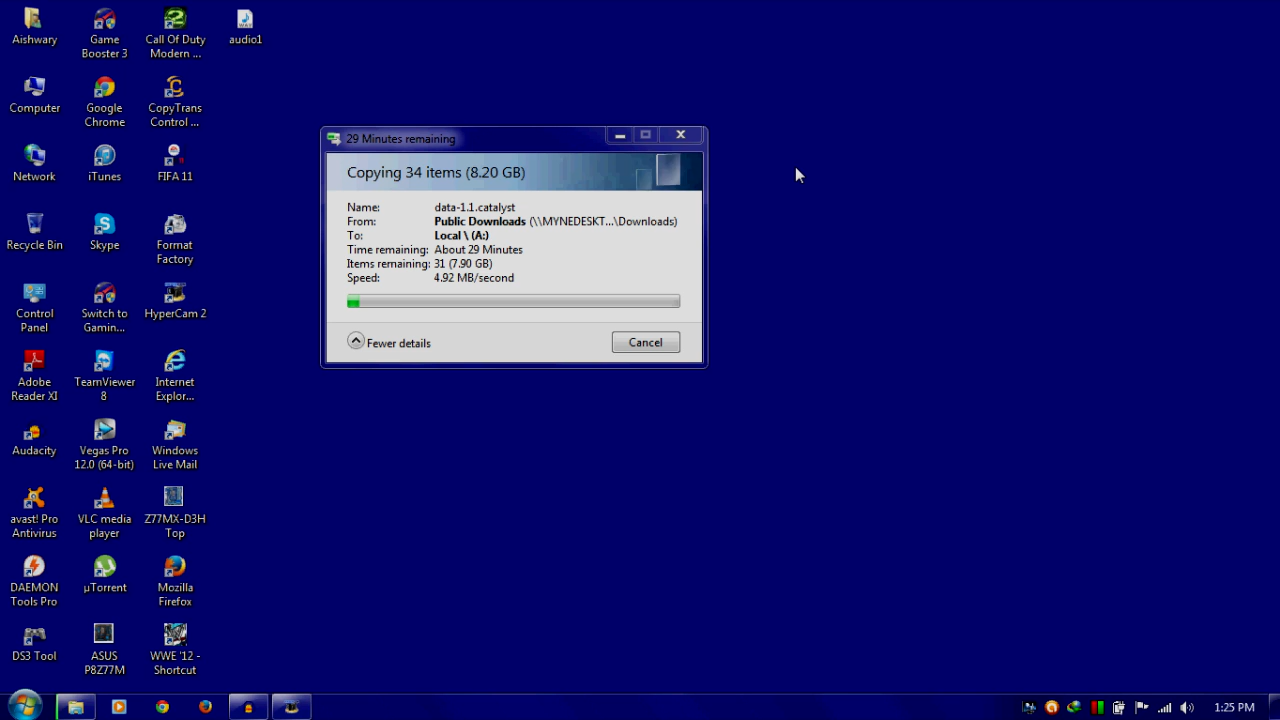 Aishwary
Game
Booster 3
Call Of Duty
Modern ...
audio1
Computer
Google
Chrome
CopyTrans
Control ...
Network
iTunes
FIFA 11
Recycle Bin
Skype
Format
Factory
Control
Panel
Switch to
Gamin...
HyperCam 2
Adobe
Reader XI
TeamViewer
8
Internet
Explor...
Audacity
Vegas Pro
12.0 (64-bit)
Windows
Live Mail
avast! Pro
Antivirus
VLC media
player
Z77MX-D3H
Top
DAEMON
Tools Pro
µTorrent
Mozilla
Firefox
DS3 Tool
ASUS
P8Z77M
WWE '12 -
Shortcut
29 Minutes remaining
Copying 34 items (8.20 GB)
Name: data-1.1.catalyst
From: Public Downloads (\\MYNEDESKT...\Downloads)
To: Local \ (A:)
Time remaining: About 29 Minutes
Items remaining: 31 (7.90 GB)
Speed: 4.92 MB/second
Fewer details
Cancel
1:25 PM